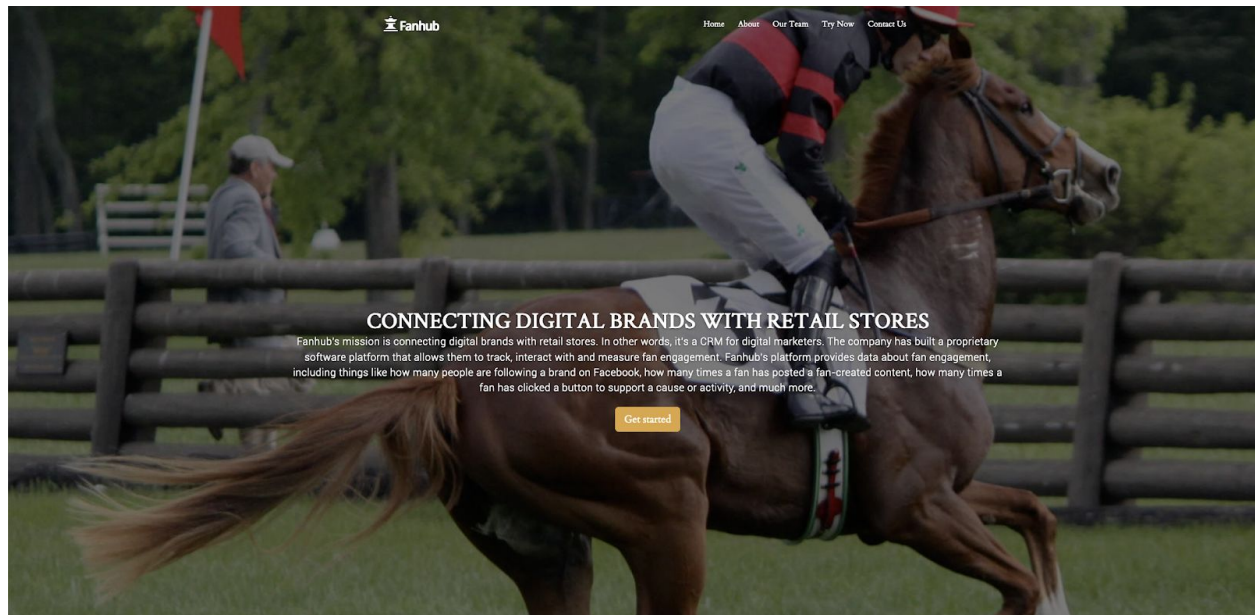 Fanhub
Home About Our Team Try Now Contact Us
CONNECTING DIGITAL BRANDS WITH RETAIL STORES
Fanhub's mission is connecting digital brands with retail stores. In other words, it's a CRM for digital marketers. The company has built a proprietary
software platform that allows them to track, interact with and measure fan engagement. Fanhub's platform provides data about fan engagement,
including things like how many people are following a brand on Facebook, how many times a fan has posted a fan-created content, how many times a
fan has clicked a button to support a cause or activity, and much more.
Get started